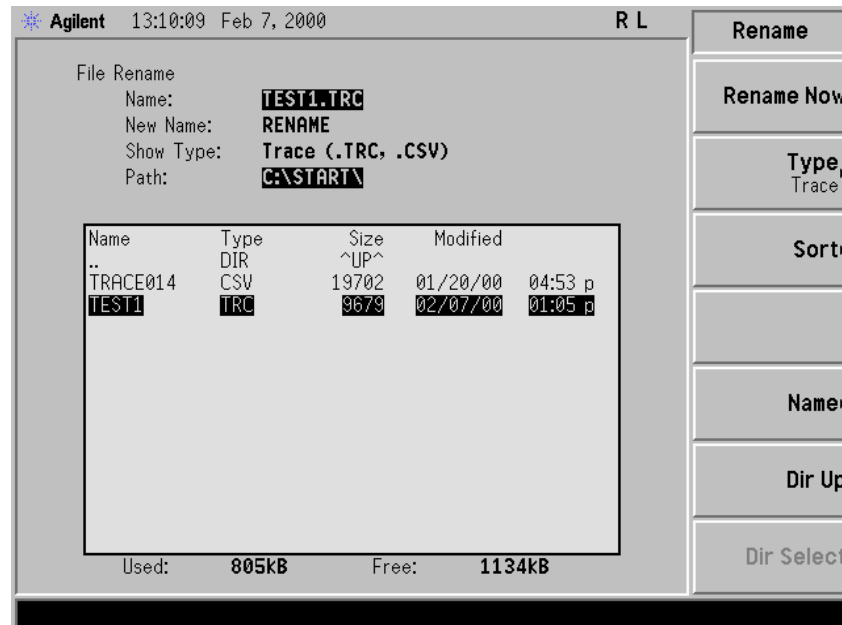 Agilent 13:10:09 Feb 7, 2000 R L
File Rename
Name: TEST1.TRC
New Name: RENAME
Show Type: Trace (.TRC, .CSV)
Path: C:\START\
Name Type Size Modified
.. DIR ^UP^
TRACE014 CSV 19702 01/20/00 04:53 p
TEST1 TRC 9679 02/07/00 01:05 p
Used: 805kB Free: 1134kB
Rename
Rename Now
Type
Trace
Sort
Name
Dir Up
Dir Select